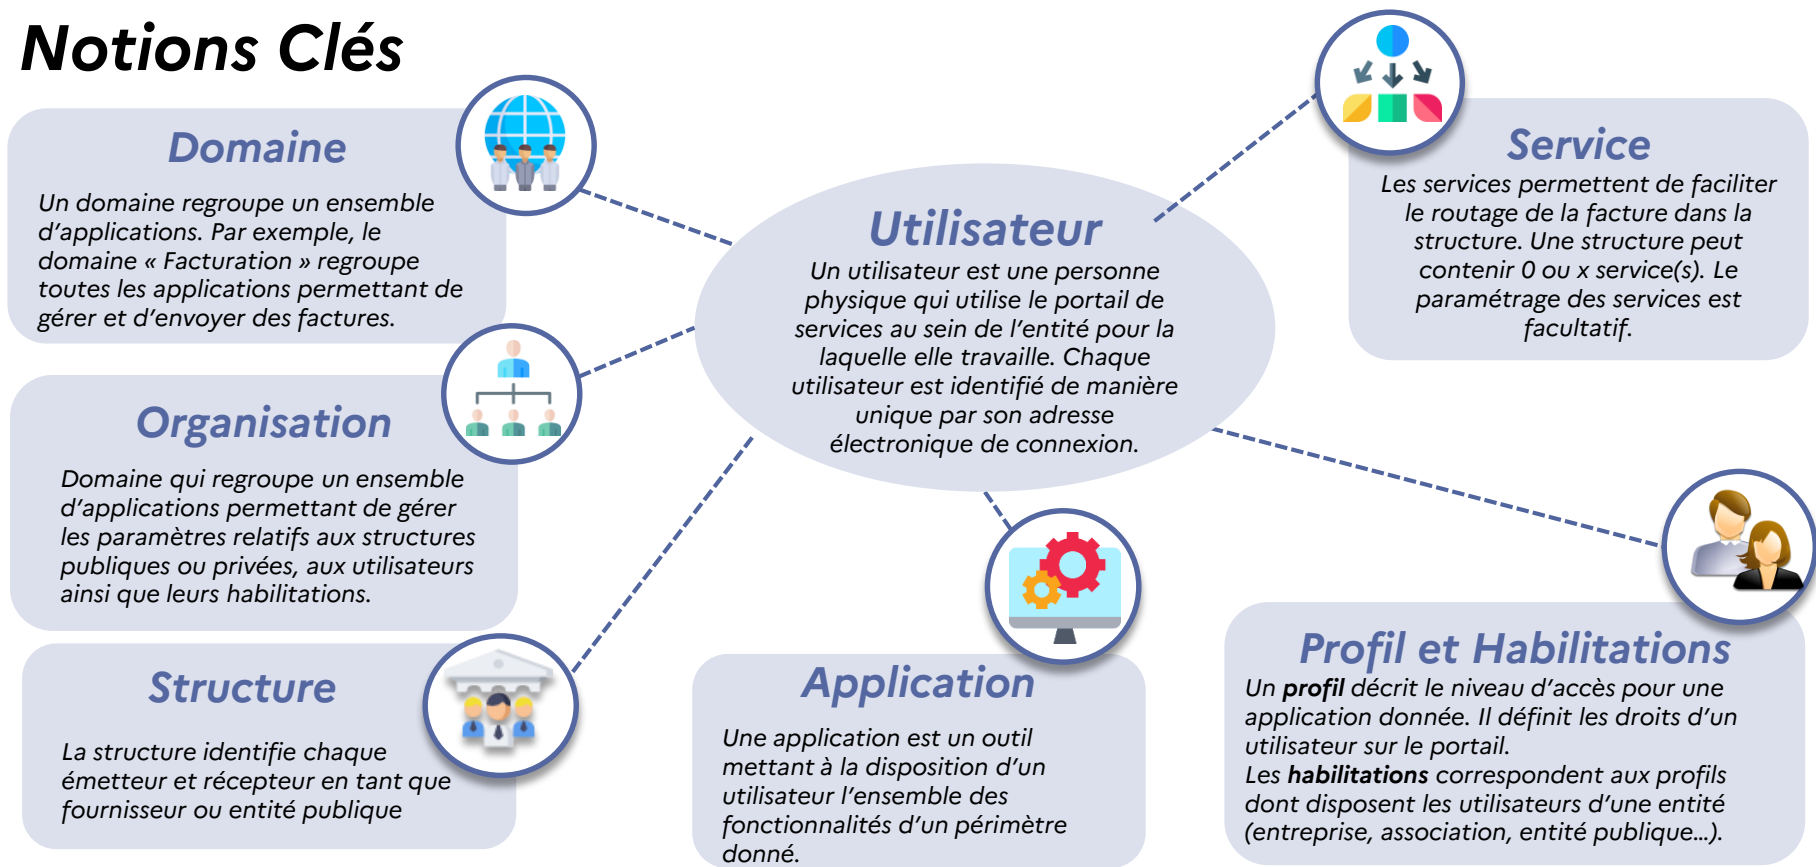 Notions Clés
Domaine
Un domaine regroupe un ensemble
d’applications. Par exemple, le
domaine « Facturation » regroupe
toutes les applications permettant de
gérer et d’envoyer des factures.
Organisation
Domaine qui regroupe un ensemble
d’applications permettant de gérer
les paramètres relatifs aux structures
publiques ou privées, aux utilisateurs
ainsi que leurs habilitations.
Structure
La structure identifie chaque
émetteur et récepteur en tant que
fournisseur ou entité publique
Utilisateur
Un utilisateur est une personne
physique qui utilise le portail de
services au sein de l’entité pour la
laquelle elle travaille. Chaque
utilisateur est identifié de manière
unique par son adresse
électronique de connexion.
Application
Une application est un outil
mettant à la disposition d’un
utilisateur l’ensemble des
fonctionnalités d’un périmètre
donné.
Service
Les services permettent de faciliter
le routage de la facture dans la
structure. Une structure peut
contenir 0 ou x service(s). Le
paramétrage des services est
facultatif.
Profil et Habilitations
Un profil décrit le niveau d’accès pour une
application donnée. Il définit les droits d’un
utilisateur sur le portail.
Les habilitations correspondent aux profils
dont disposent les utilisateurs d’une entité
(entreprise, association, entité publique…).